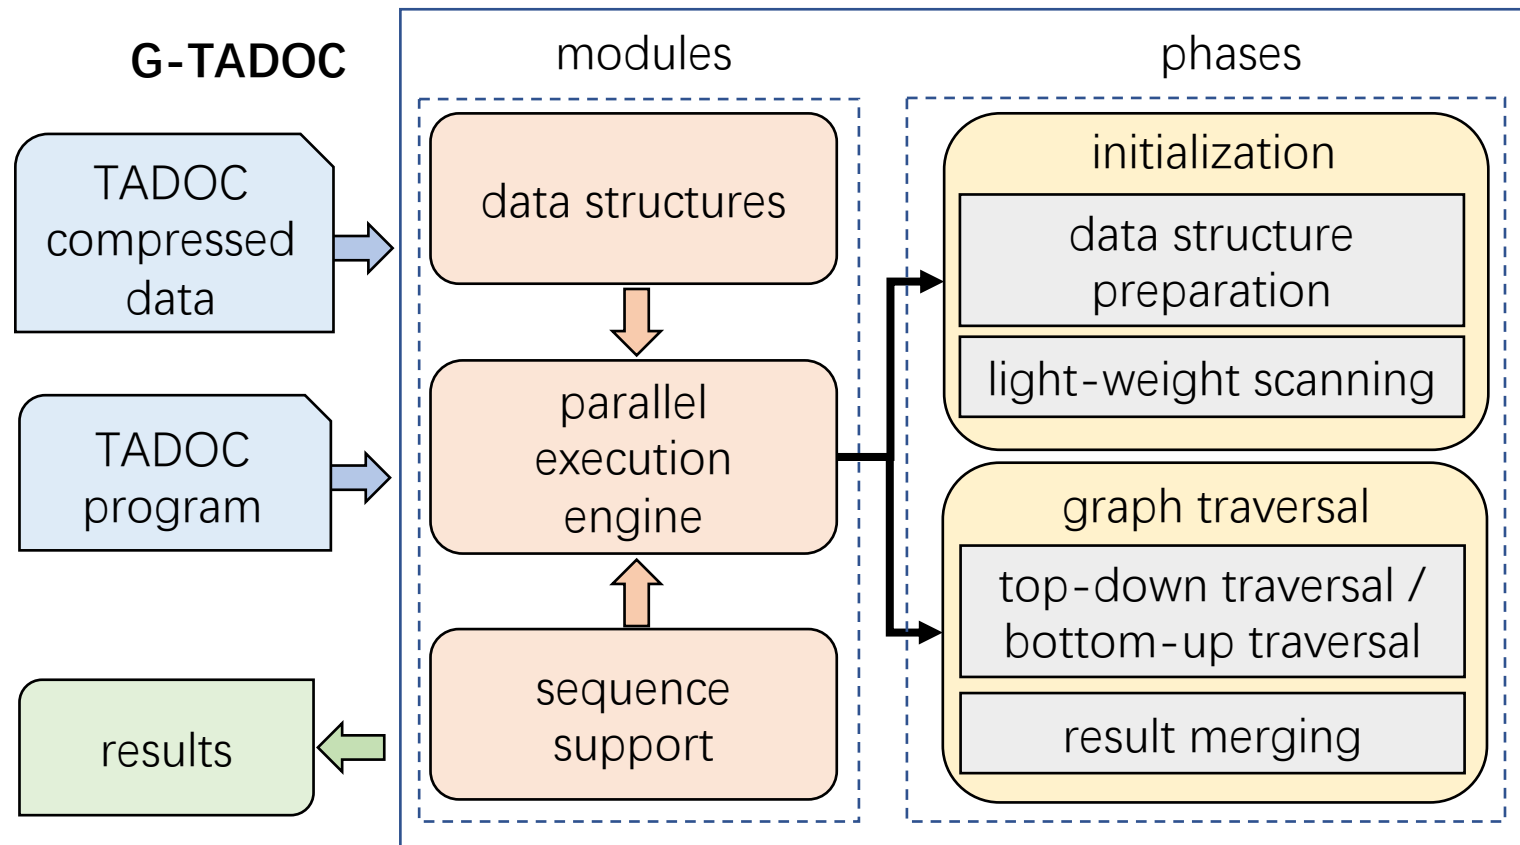 G-TADOC
TADOC
compressed
data
TADOC
program
results
modules
data structures
parallel
execution
engine
sequence
support
phases
initialization
data structure
preparation
light-weight scanning
graph traversal
top-down traversal /
bottom-up traversal
result merging